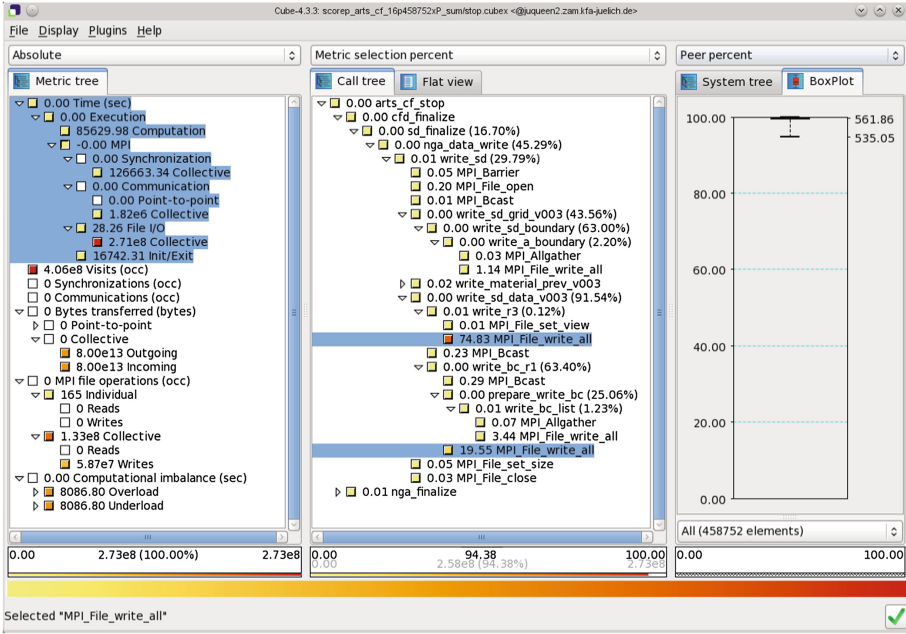 Cube-4.3.3: scorep_arts_cf_16p458752xP_sum/stop.cubex <@juqueen2.zam.kfa-juelich.de>
File Display Plugins Help
Absolute
Metric tree
0.00 Time (sec)
0.00 Execution
85629.98 Computation
-0.00 MPI
0.00 Synchronization
126663.34 Collective
0.00 Communication
0.00 Point-to-point
1.82e6 Collective
28.26 File I/O
2.71e8 Collective
16742.31 Init/Exit
4.06e8 Visits (occ)
0 Synchronizations (occ)
0 Communications (occ)
0 Bytes transferred (bytes)
0 Point-to-point
0 Collective
8.00e13 Outgoing
8.00e13 Incoming
0 MPI file operations (occ)
165 Individual
0 Reads
0 Writes
1.33e8 Collective
0 Reads
5.87e7 Writes
0.00 Computational imbalance (sec)
8086.80 Overload
8086.80 Underload
0.00 2.73e8 (100.00%) 2.73e8
Metric selection percent
Call tree Flat view
0.00 arts_cf_stop
0.00 cfd_finalize
0.00 sd_finalize (16.70%)
0.00 nga_data_write (45.29%)
0.01 write_sd (29.79%)
0.05 MPI_Barrier
0.20 MPI_File_open
0.01 MPI_Bcast
0.00 write_sd_grid_v003 (43.56%)
0.00 write_sd_boundary (63.00%)
0.00 write_a_boundary (2.20%)
0.03 MPI_Allgather
1.14 MPI_File_write_all
0.02 write_material_prev_v003
0.00 write_sd_data_v003 (91.54%)
0.01 write_r3 (0.12%)
0.01 MPI_File_set_view
74.83 MPI_File_write_all
0.23 MPI_Bcast
0.00 write_bc_r1 (63.40%)
0.29 MPI_Bcast
0.00 prepare_write_bc (25.06%)
0.01 write_bc_list (1.23%)
0.07 MPI_Allgather
3.44 MPI_File_write_all
19.55 MPI_File_write_all
0.05 MPI_File_set_size
0.03 MPI_File_close
0.01 nga_finalize
0.00 94.38 100.00
0.00 2.58e8 (94.38%) 2.73e8
Peer percent
System tree BoxPlot
100.00
561.86
535.05
80.00
60.00
40.00
20.00
0.00
All (458752 elements)
0.00 100.00
Selected "MPI_File_write_all"